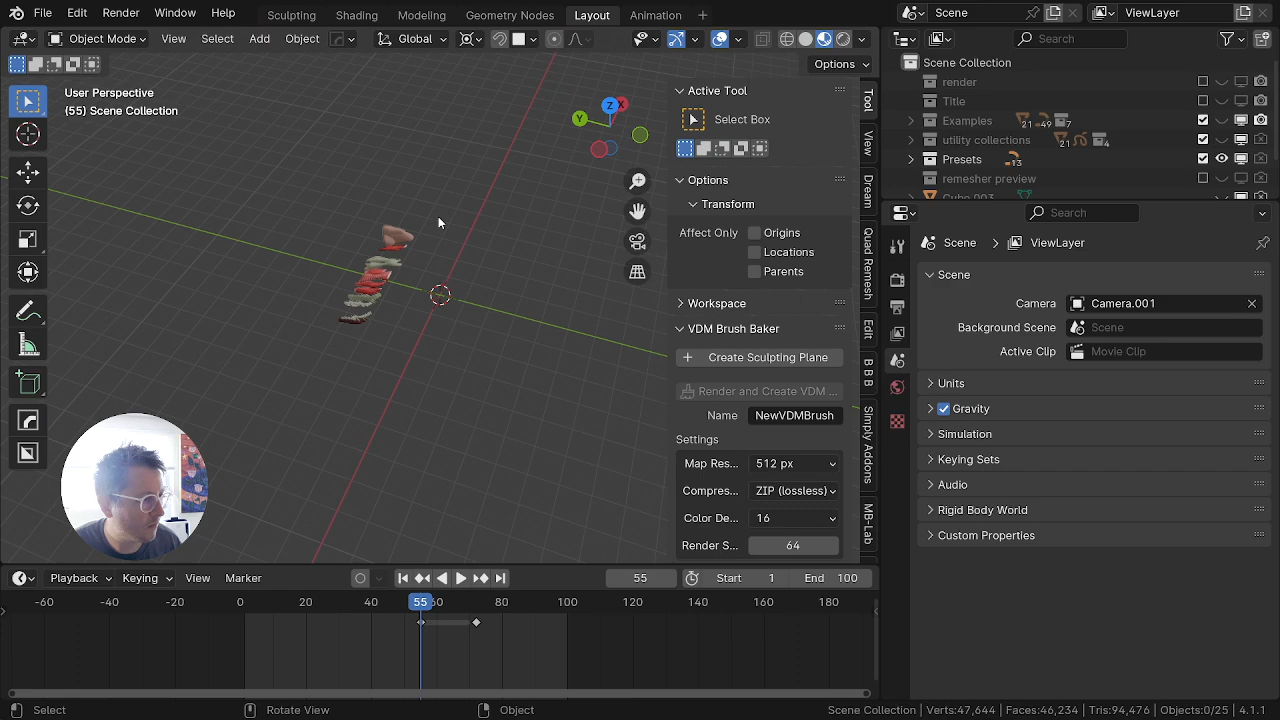 File Edit Render Window Help Sculpting Shading Modeling Geometry Nodes Layout Animation + Scene ViewLayer
Object Mode View Select Add Object Global Search
Options
User Perspective
(55) Scene Collection
Z X Y
Active Tool
Select Box
Options
Transform
Affect Only Origins
Locations
Parents
Workspace
VDM Brush Baker
+ Create Sculpting Plane
Render and Create VDM ...
Name NewVDMBrush
Settings
Map Res... 512 px
Compres... ZIP (lossless)
Color De... 16
Render S... 64
Tool
View
Dream
Quad Remesh
Edit
B B B
Simply Addons
MB-Lab
Scene Collection
render
Title
Examples 21 49 7
utility collections 21 4
Presets 13
remesher preview
Cube.003
Search
Scene > ViewLayer
Scene
Camera Camera.001
Background Scene Scene
Active Clip Movie Clip
Units
Gravity
Simulation
Keying Sets
Audio
Rigid Body World
Custom Properties
Playback Keying View Marker 55 Start 1 End 100
-60 -40 -20 0 20 40 55 60 80 100 120 140 160 180
Select Rotate View Object Scene Collection | Verts:47,644 | Faces:46,234 | Tris:94,476 | Objects:0/25 | 4.1.1